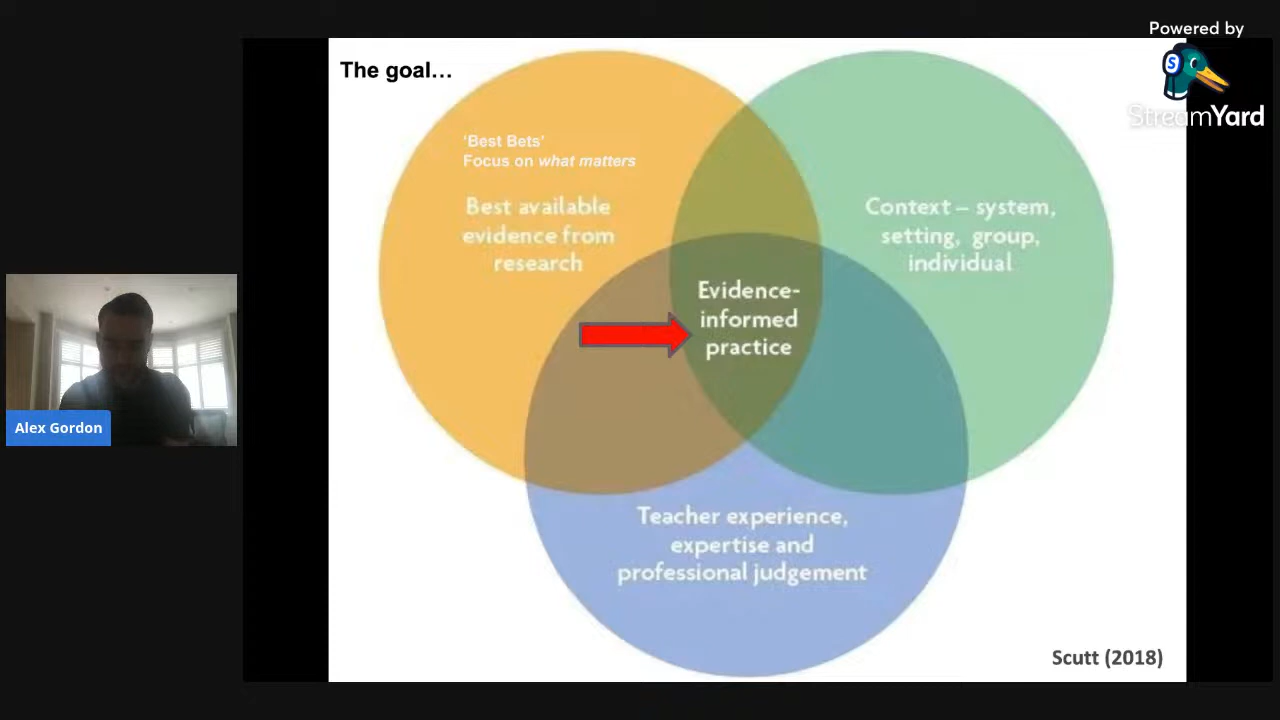 Powered by
StreamYard
The goal…
‘Best Bets’
Focus on what matters
Best available
evidence from
research
Context – system,
setting, group,
individual
Evidence-
informed
practice
Alex Gordon
Teacher experience,
expertise and
professional judgement
Scutt (2018)